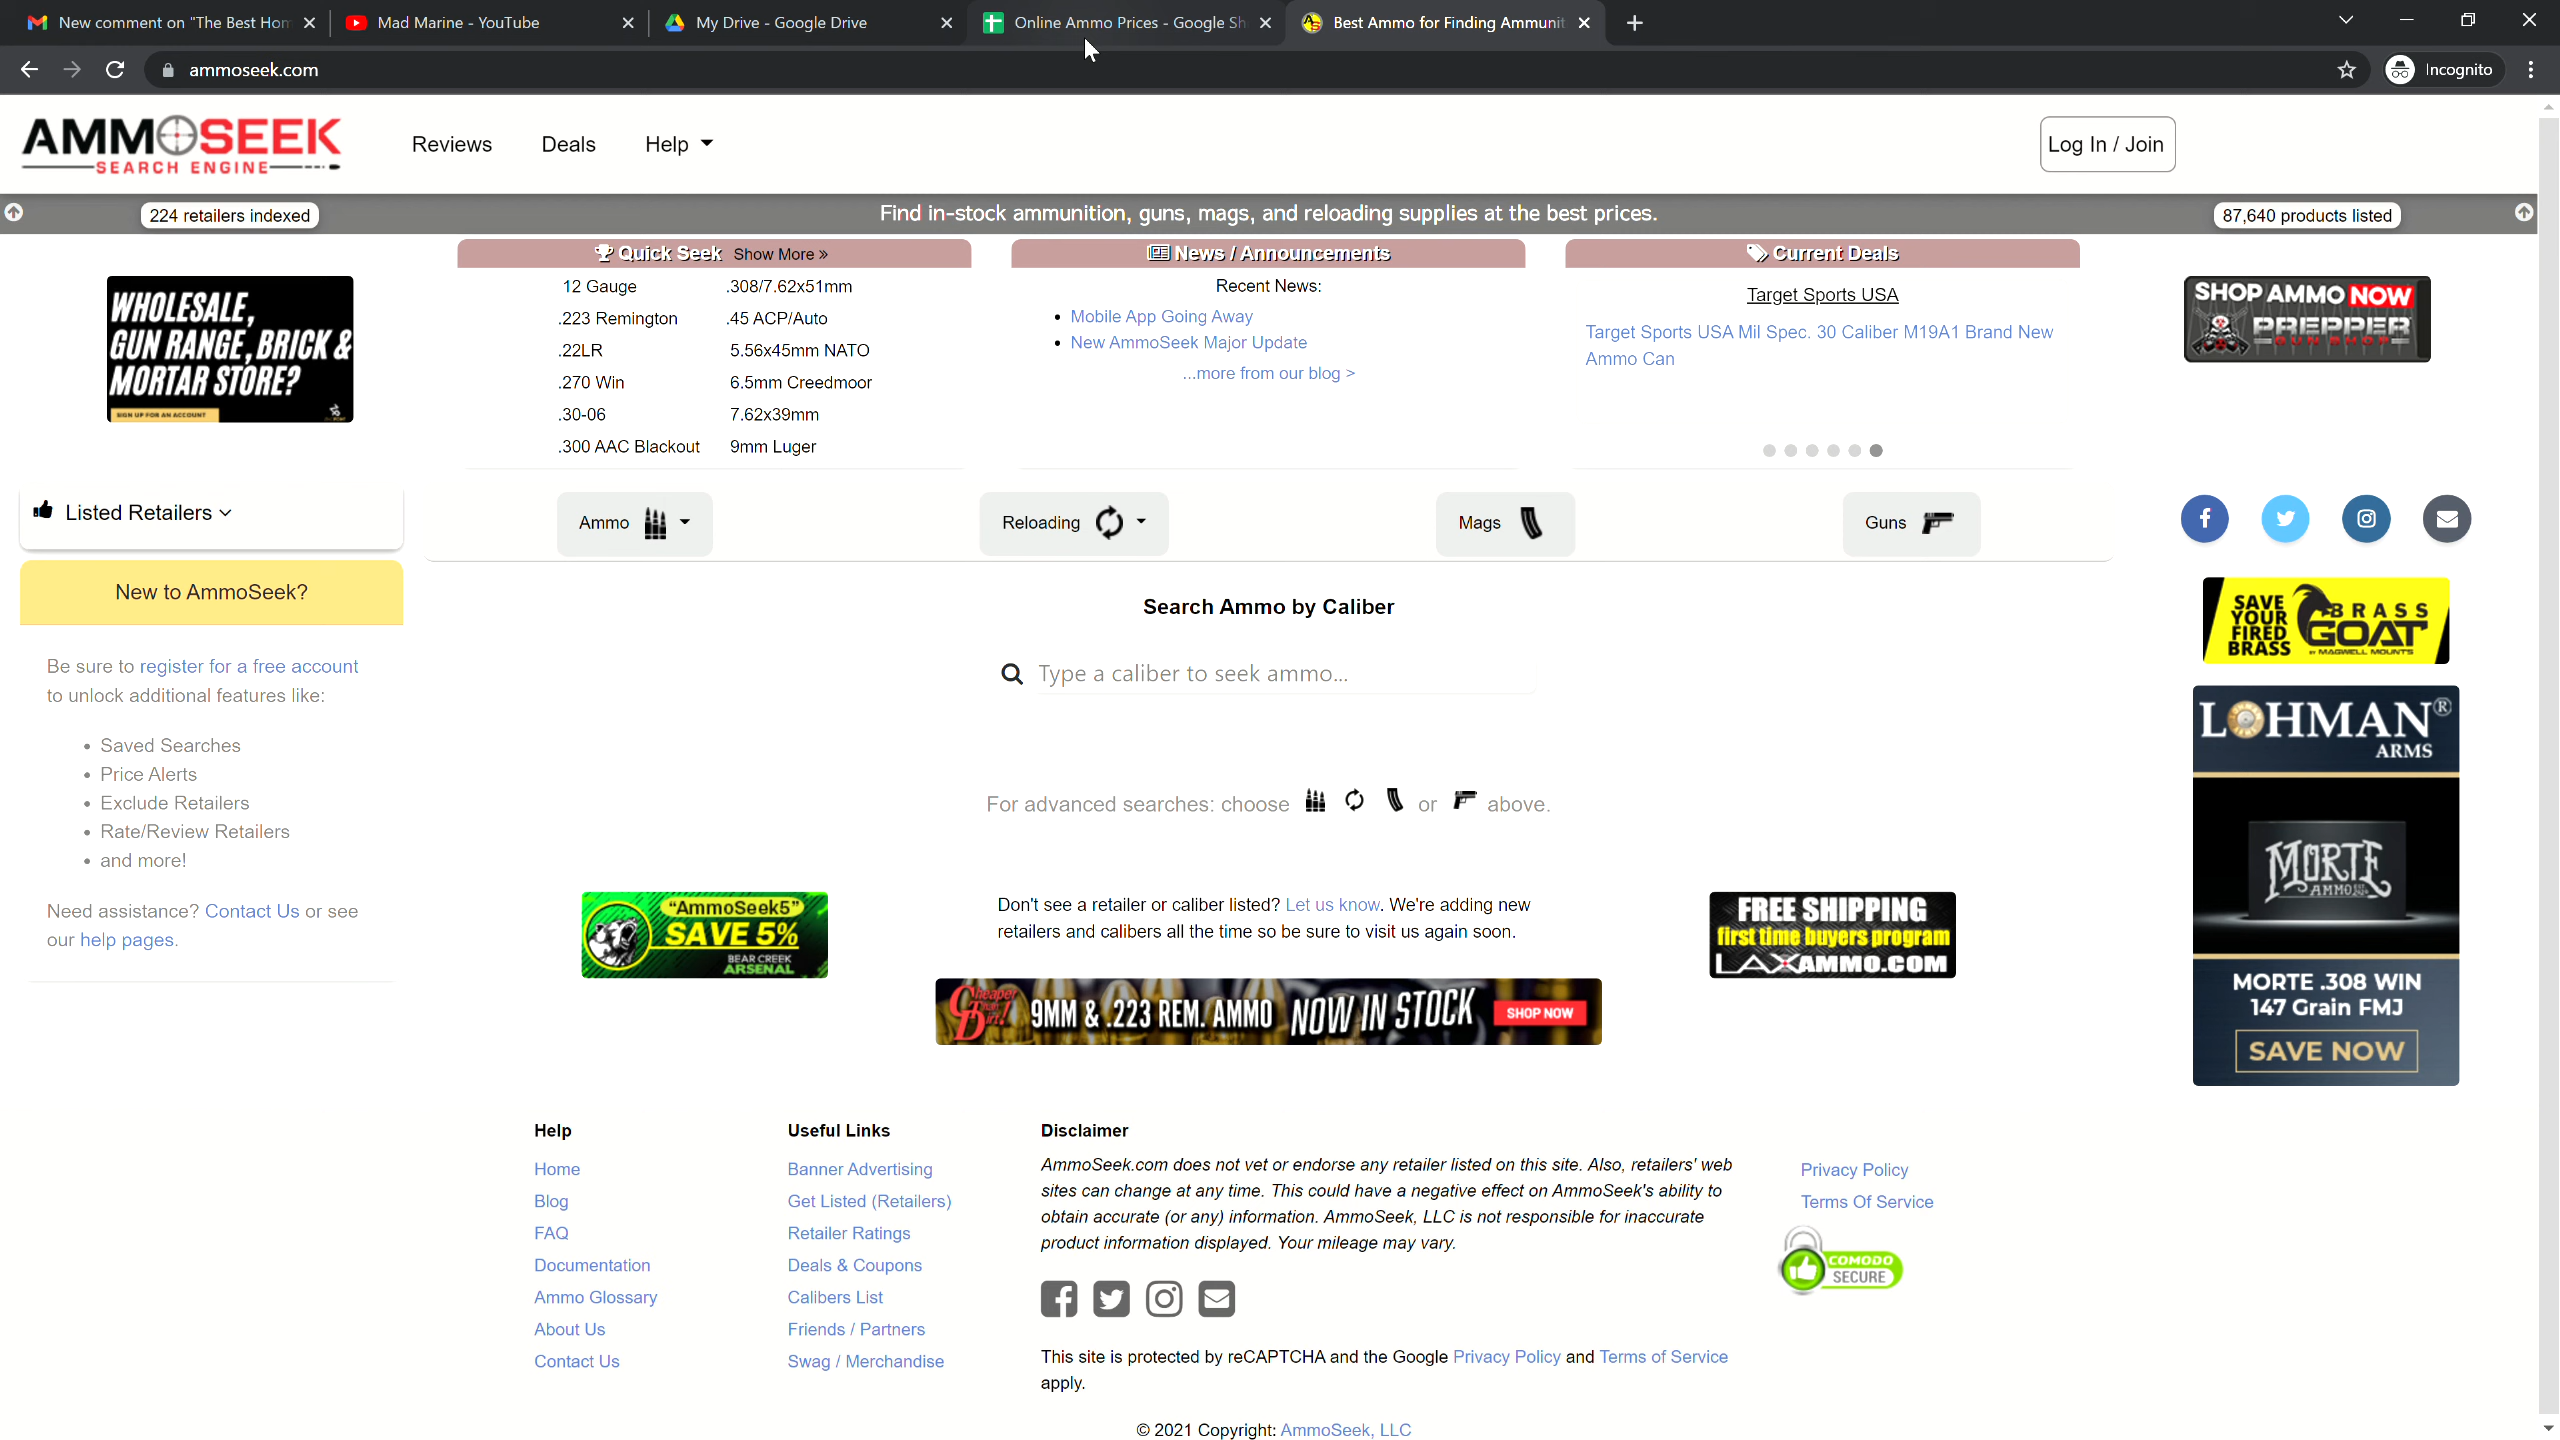 New comment on "The Best Hom
Mad Marine - YouTube
My Drive - Google Drive
Online Ammo Prices - Google Sh
Best Ammo for Finding Ammunit
ammoseek.com
Incognito
AMMOSEEK
SEARCH ENGINE
Reviews
Deals
Help
Log In / Join
224 retailers indexed
Find in-stock ammunition, guns, mags, and reloading supplies at the best prices.
87,640 products listed
WHOLESALE,
GUN RANGE, BRICK &
MORTAR STORE?
SIGN UP FOR AN ACCOUNT
Quick Seek Show More »
12 Gauge
.308/7.62x51mm
.223 Remington
.45 ACP/Auto
.22LR
5.56x45mm NATO
.270 Win
6.5mm Creedmoor
.30-06
7.62x39mm
.300 AAC Blackout
9mm Luger
News / Announcements
Recent News:
• Mobile App Going Away
• New AmmoSeek Major Update
...more from our blog >
Current Deals
Target Sports USA
Target Sports USA Mil Spec. 30 Caliber M19A1 Brand New
Ammo Can
SHOP AMMO NOW
PREPPER
GUN SHOP
Listed Retailers
Ammo
Reloading
Mags
Guns
New to AmmoSeek?
Be sure to register for a free account
to unlock additional features like:
• Saved Searches
• Price Alerts
• Exclude Retailers
• Rate/Review Retailers
• and more!
Need assistance? Contact Us or see
our help pages.
Search Ammo by Caliber
Type a caliber to seek ammo...
For advanced searches: choose or above.
"AmmoSeek5"
SAVE 5%
BEAR CREEK
ARSENAL
Don't see a retailer or caliber listed? Let us know. We're adding new
retailers and calibers all the time so be sure to visit us again soon.
FREE SHIPPING
first time buyers program
LAXAMMO.COM
Cheaper
Than
Dirt!
9MM & .223 REM. AMMO NOW IN STOCK
SHOP NOW
SAVE
YOUR
FIRED
BRASS
BRASS
GOAT
BY MAGWELL MOUNTS
LOHMAN®
ARMS
MORTE
AMMO CO.
MORTE .308 WIN
147 Grain FMJ
SAVE NOW
Help
Home
Blog
FAQ
Documentation
Ammo Glossary
About Us
Contact Us
Useful Links
Banner Advertising
Get Listed (Retailers)
Retailer Ratings
Deals & Coupons
Calibers List
Friends / Partners
Swag / Merchandise
Disclaimer
AmmoSeek.com does not vet or endorse any retailer listed on this site. Also, retailers' web
sites can change at any time. This could have a negative effect on AmmoSeek's ability to
obtain accurate (or any) information. AmmoSeek, LLC is not responsible for inaccurate
product information displayed. Your mileage may vary.
This site is protected by reCAPTCHA and the Google Privacy Policy and Terms of Service
apply.
Privacy Policy
Terms Of Service
COMODO
SECURE
© 2021 Copyright: AmmoSeek, LLC